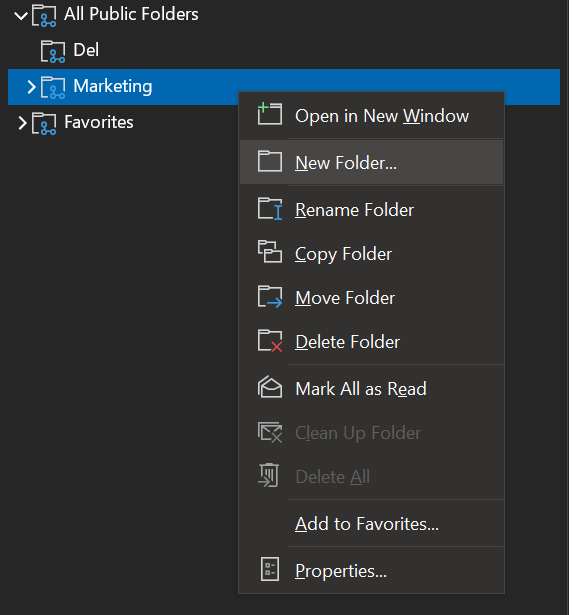 All Public Folders
Del
Marketing
Favorites
Open in New Window
New Folder...
Rename Folder
Copy Folder
Move Folder
Delete Folder
Mark All as Read
Clean Up Folder
Delete All
Add to Favorites...
Properties...